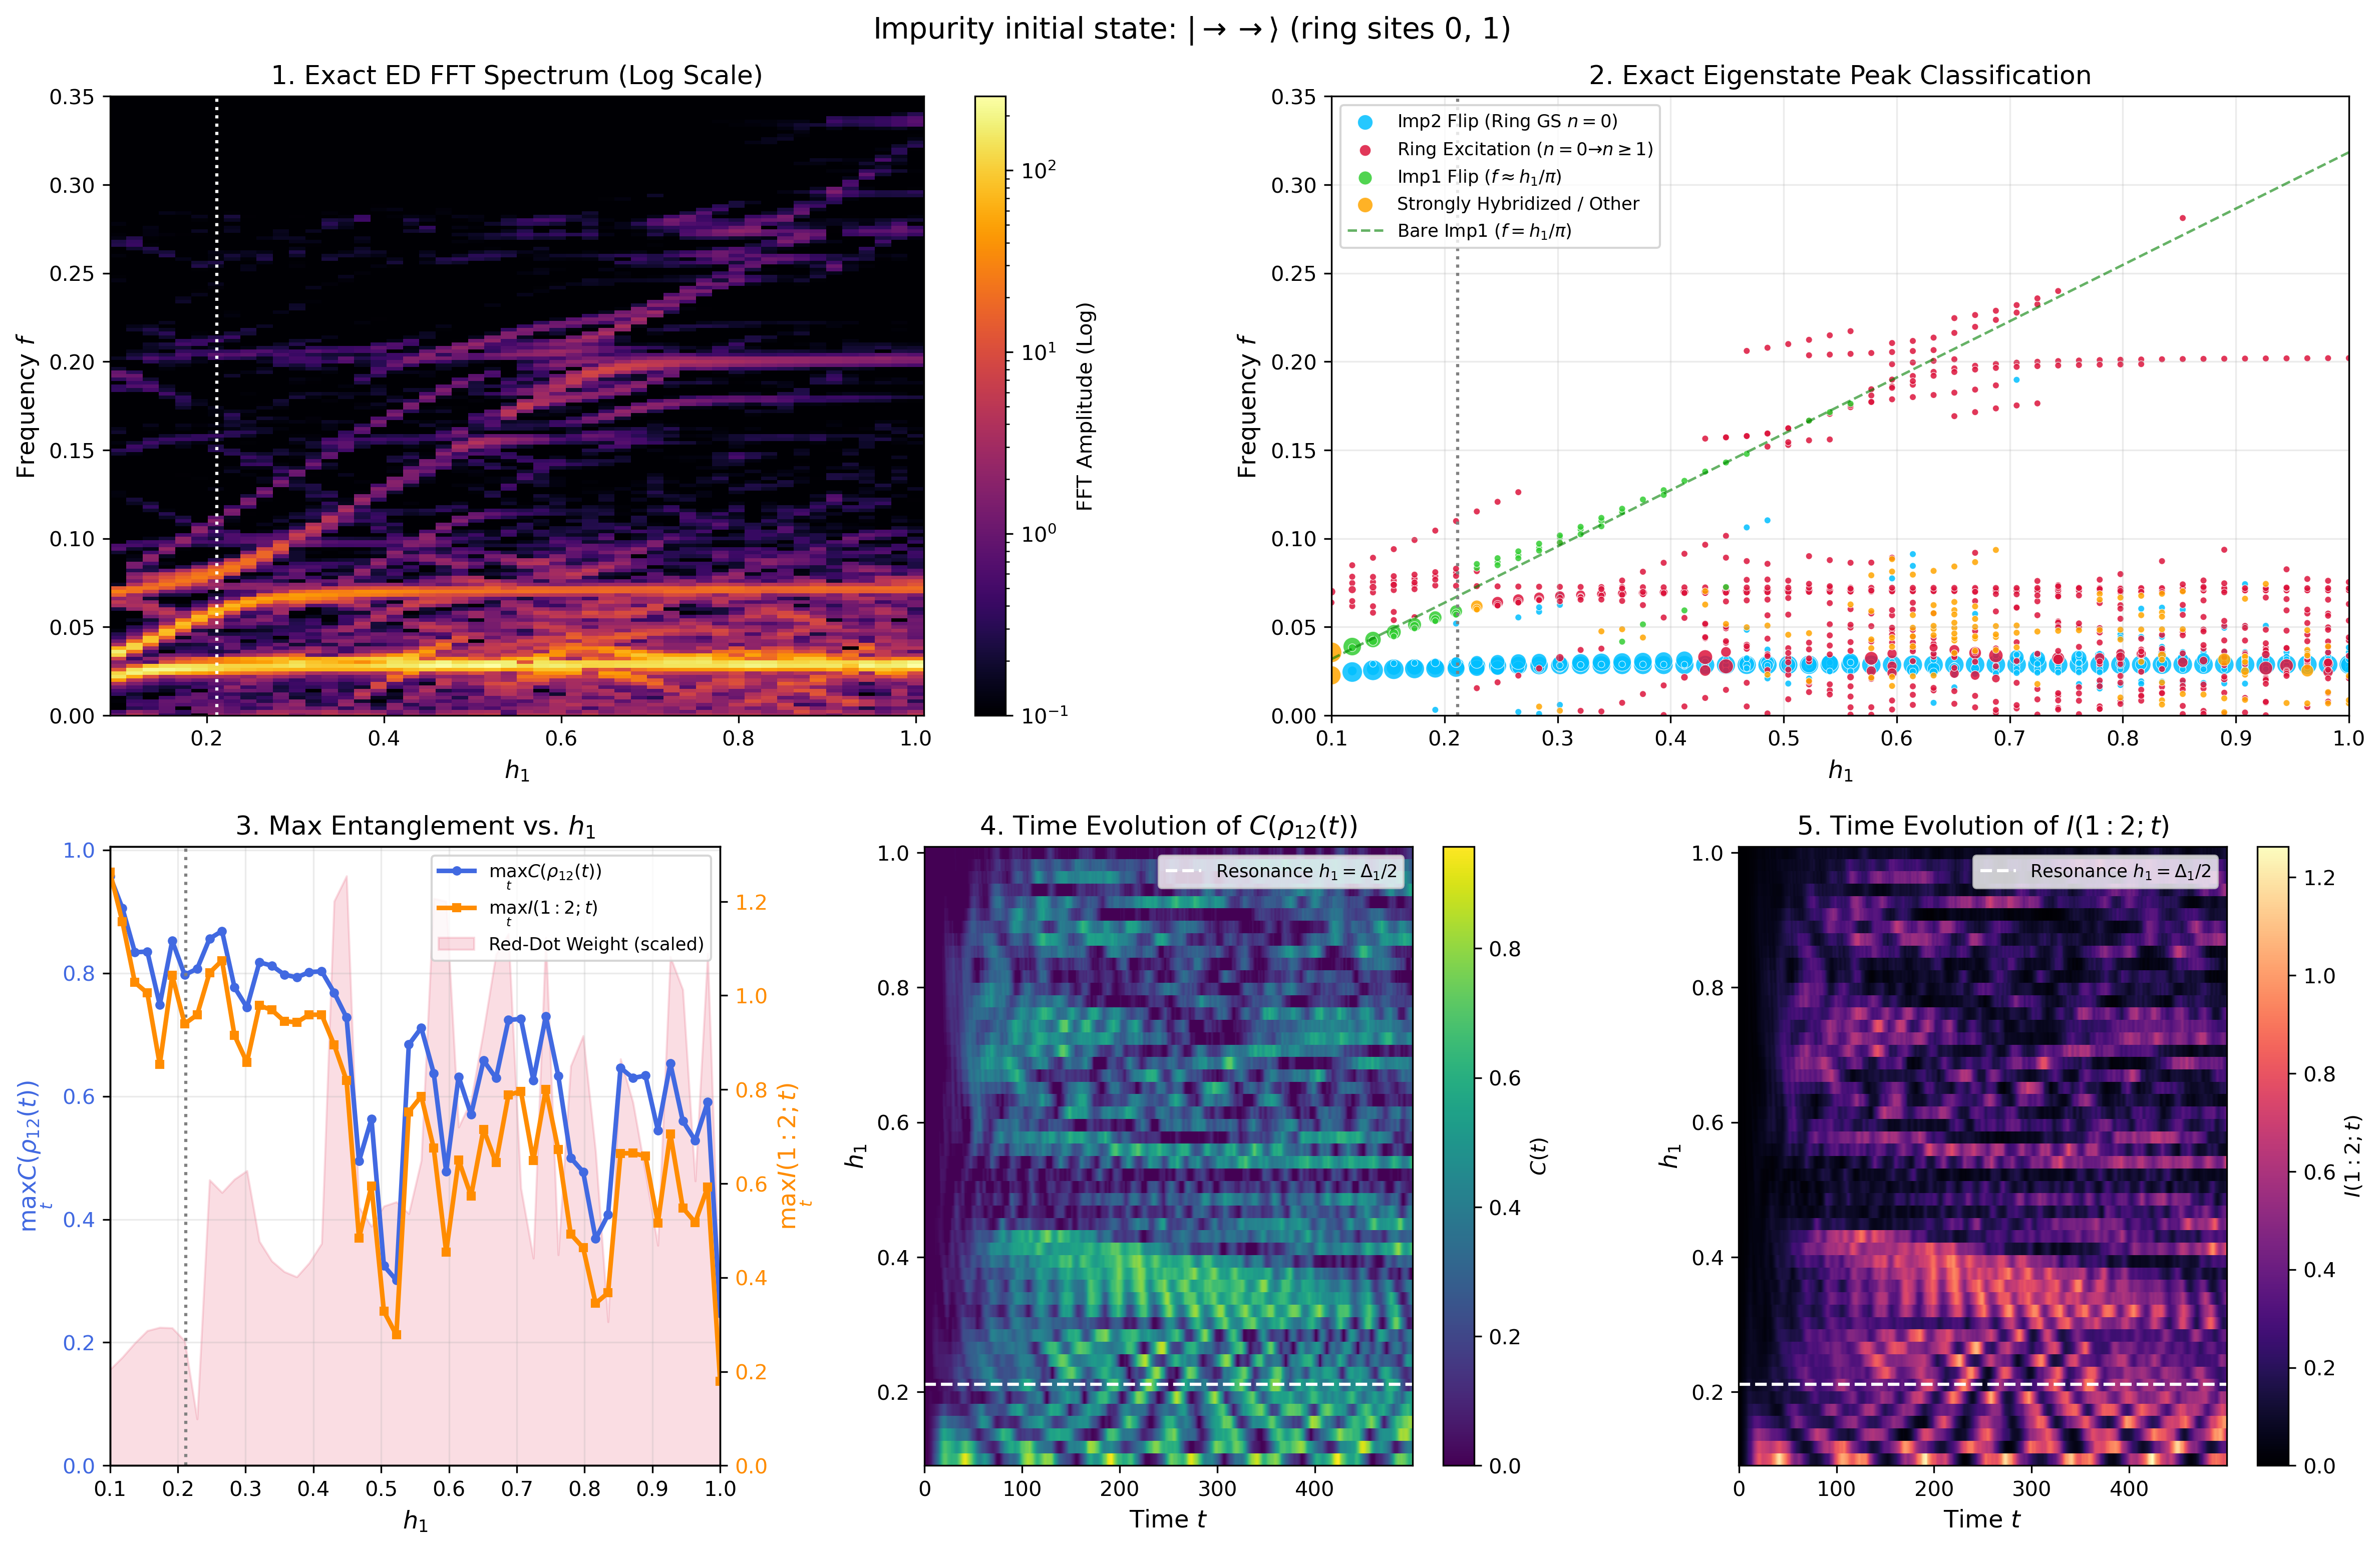 Impurity initial state: |→→⟩ (ring sites 0, 1)
1. Exact ED FFT Spectrum (Log Scale)
0.35
0.30
0.25
0.20
0.15
0.10
0.05
0.00
Frequency f
0.2
0.4
0.6
0.8
1.0
h₁
10²
10¹
10⁰
10⁻¹
FFT Amplitude (Log)
2. Exact Eigenstate Peak Classification
Imp2 Flip (Ring GS n = 0)
Ring Excitation (n = 0→n ≥ 1)
Imp1 Flip (f ≈ h₁/π)
Strongly Hybridized / Other
Bare Imp1 (f = h₁/π)
0.35
0.30
0.25
0.20
0.15
0.10
0.05
0.00
Frequency f
0.1
0.2
0.3
0.4
0.5
0.6
0.7
0.8
0.9
1.0
h₁
3. Max Entanglement vs. h₁
max C(ρ₁₂(t))
t
max I(1 : 2; t)
t
Red-Dot Weight (scaled)
1.0
0.8
0.6
0.4
0.2
0.0
max C(ρ₁₂(t))
t
0.1
0.2
0.3
0.4
0.5
0.6
0.7
0.8
0.9
1.0
h₁
1.2
1.0
0.8
0.6
0.4
0.2
0.0
max I(1 : 2; t)
t
4. Time Evolution of C(ρ₁₂(t))
Resonance h₁ = Δ₁/2
1.0
0.8
0.6
0.4
0.2
h₁
0
100
200
300
400
Time t
0.8
0.6
0.4
0.2
0.0
C(t)
5. Time Evolution of I(1 : 2; t)
Resonance h₁ = Δ₁/2
1.0
0.8
0.6
0.4
0.2
h₁
0
100
200
300
400
Time t
1.2
1.0
0.8
0.6
0.4
0.2
0.0
I(1 : 2; t)